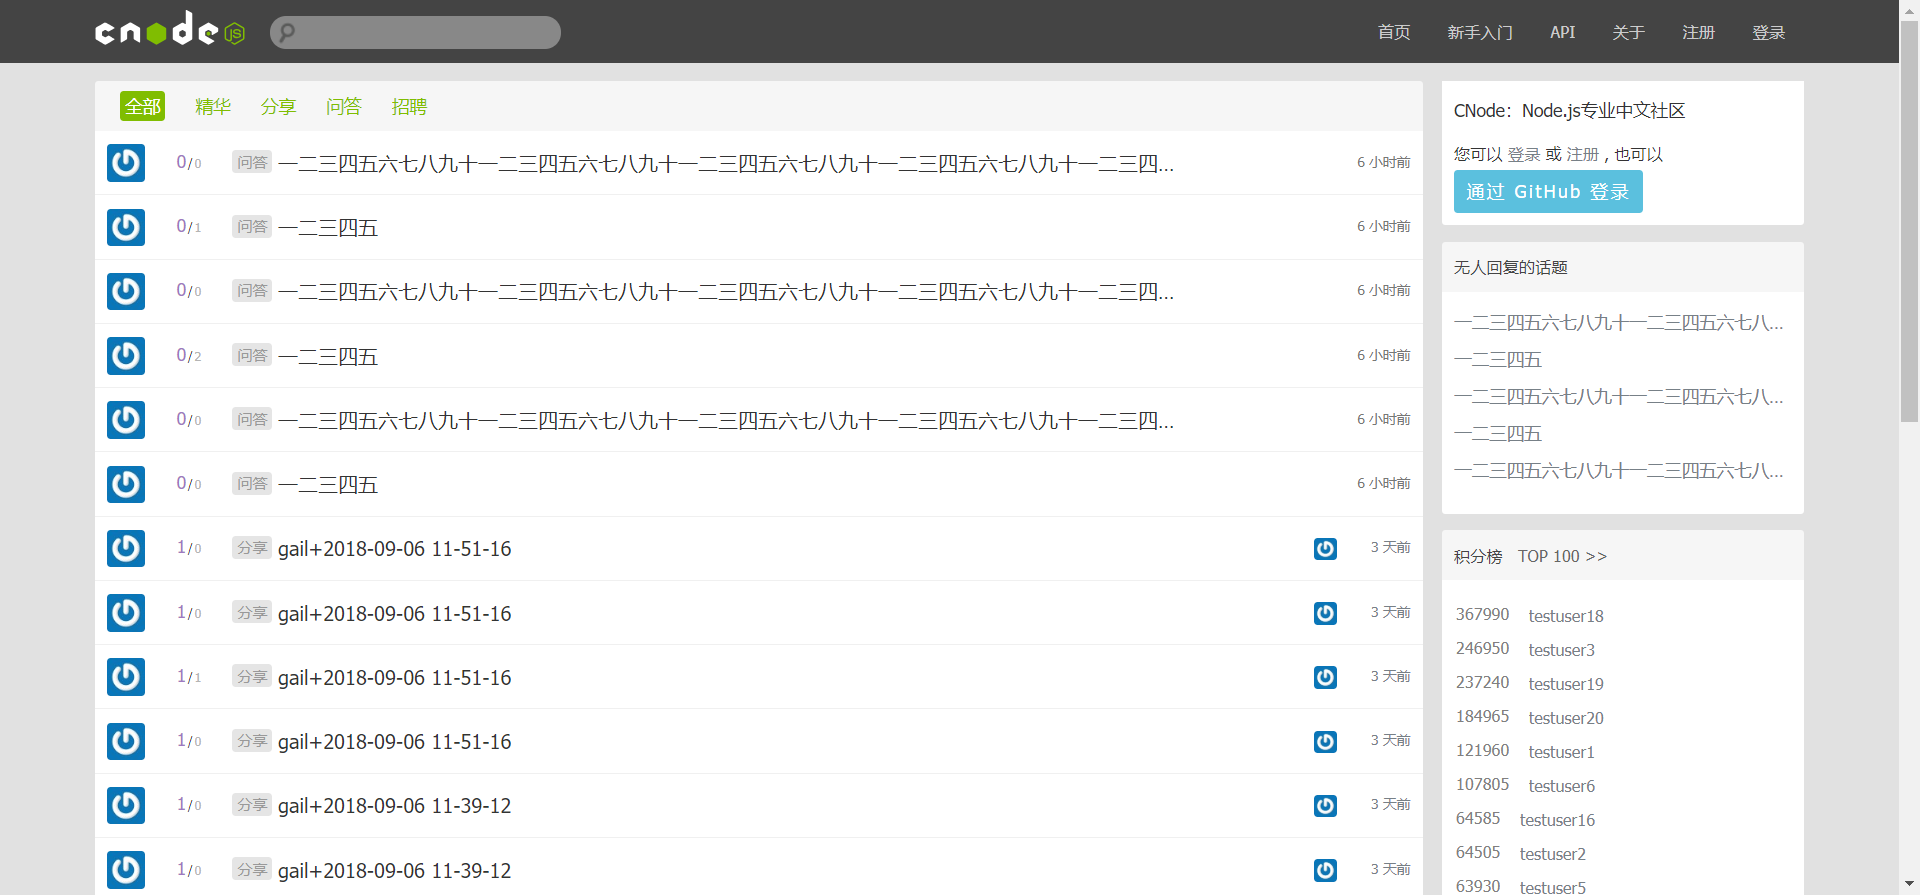 cnode JS
首页 新手入门 API 关于 注册 登录
全部 精华 分享 问答 招聘
0/0 问答 一二三四五六七八九十一二三四五六七八九十一二三四五六七八九十一二三四五六七八九十一二三四... 6 小时前
0/1 问答 一二三四五 6 小时前
0/0 问答 一二三四五六七八九十一二三四五六七八九十一二三四五六七八九十一二三四五六七八九十一二三四... 6 小时前
0/2 问答 一二三四五 6 小时前
0/0 问答 一二三四五六七八九十一二三四五六七八九十一二三四五六七八九十一二三四五六七八九十一二三四... 6 小时前
0/0 问答 一二三四五 6 小时前
1/0 分享 gail+2018-09-06 11-51-16 3 天前
1/0 分享 gail+2018-09-06 11-51-16 3 天前
1/1 分享 gail+2018-09-06 11-51-16 3 天前
1/0 分享 gail+2018-09-06 11-51-16 3 天前
1/0 分享 gail+2018-09-06 11-39-12 3 天前
1/0 分享 gail+2018-09-06 11-39-12 3 天前
CNode：Node.js专业中文社区
您可以 登录 或 注册 , 也可以
通过 GitHub 登录
无人回复的话题
一二三四五六七八九十一二三四五六七八...
一二三四五
一二三四五六七八九十一二三四五六七八...
一二三四五
一二三四五六七八九十一二三四五六七八...
积分榜 TOP 100 >>
367990 testuser18
246950 testuser3
237240 testuser19
184965 testuser20
121960 testuser1
107805 testuser6
64585 testuser16
64505 testuser2
63930 testuser5